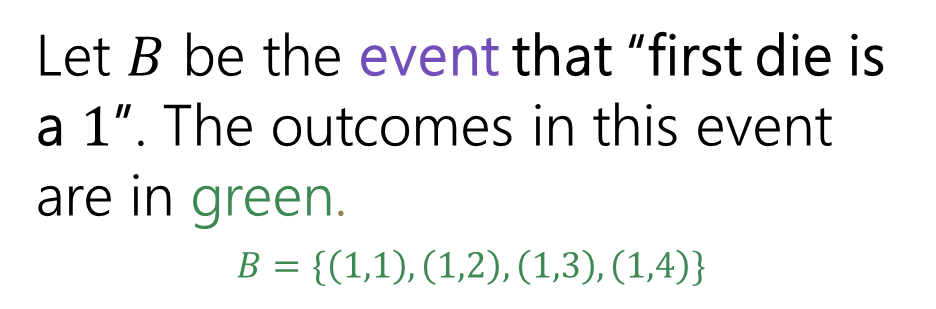 Let 𝐵 be the event that “first die is
a 1”. The outcomes in this event
are in green.
𝐵 = {(1,1), (1,2), (1,3), (1,4)}